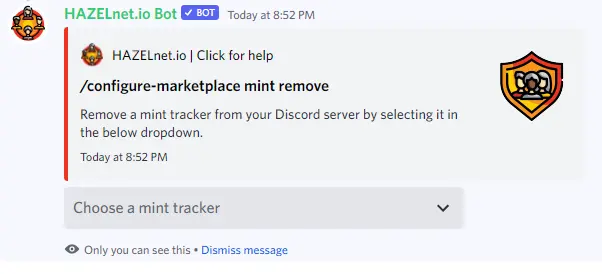 HAZELnet.io Bot ✓ BOT Today at 8:52 PM
HAZELnet.io | Click for help
/configure-marketplace mint remove
Remove a mint tracker from your Discord server by selecting it in
the below dropdown.
Today at 8:52 PM
Choose a mint tracker
Only you can see this • Dismiss message